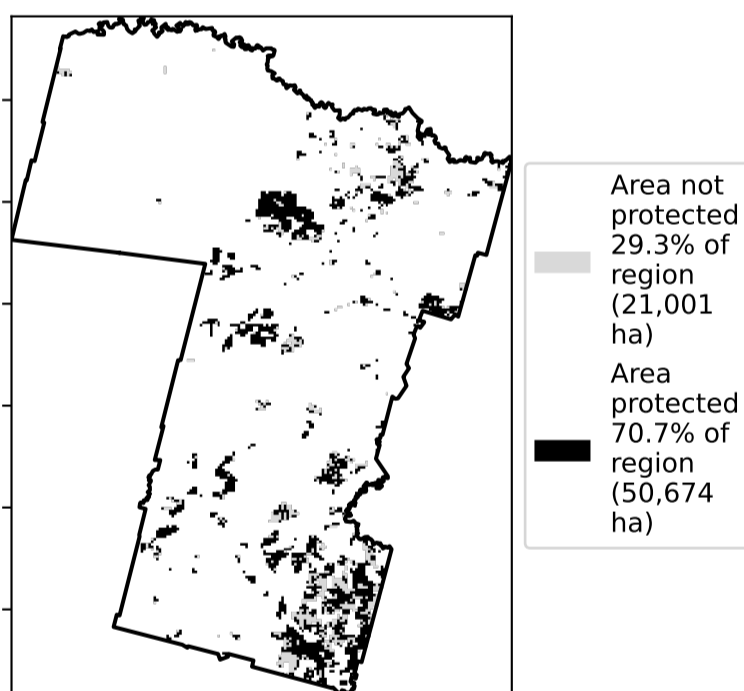 Area not
protected
29.3% of
region
(21,001
ha)
Area
protected
70.7% of
region
(50,674
ha)